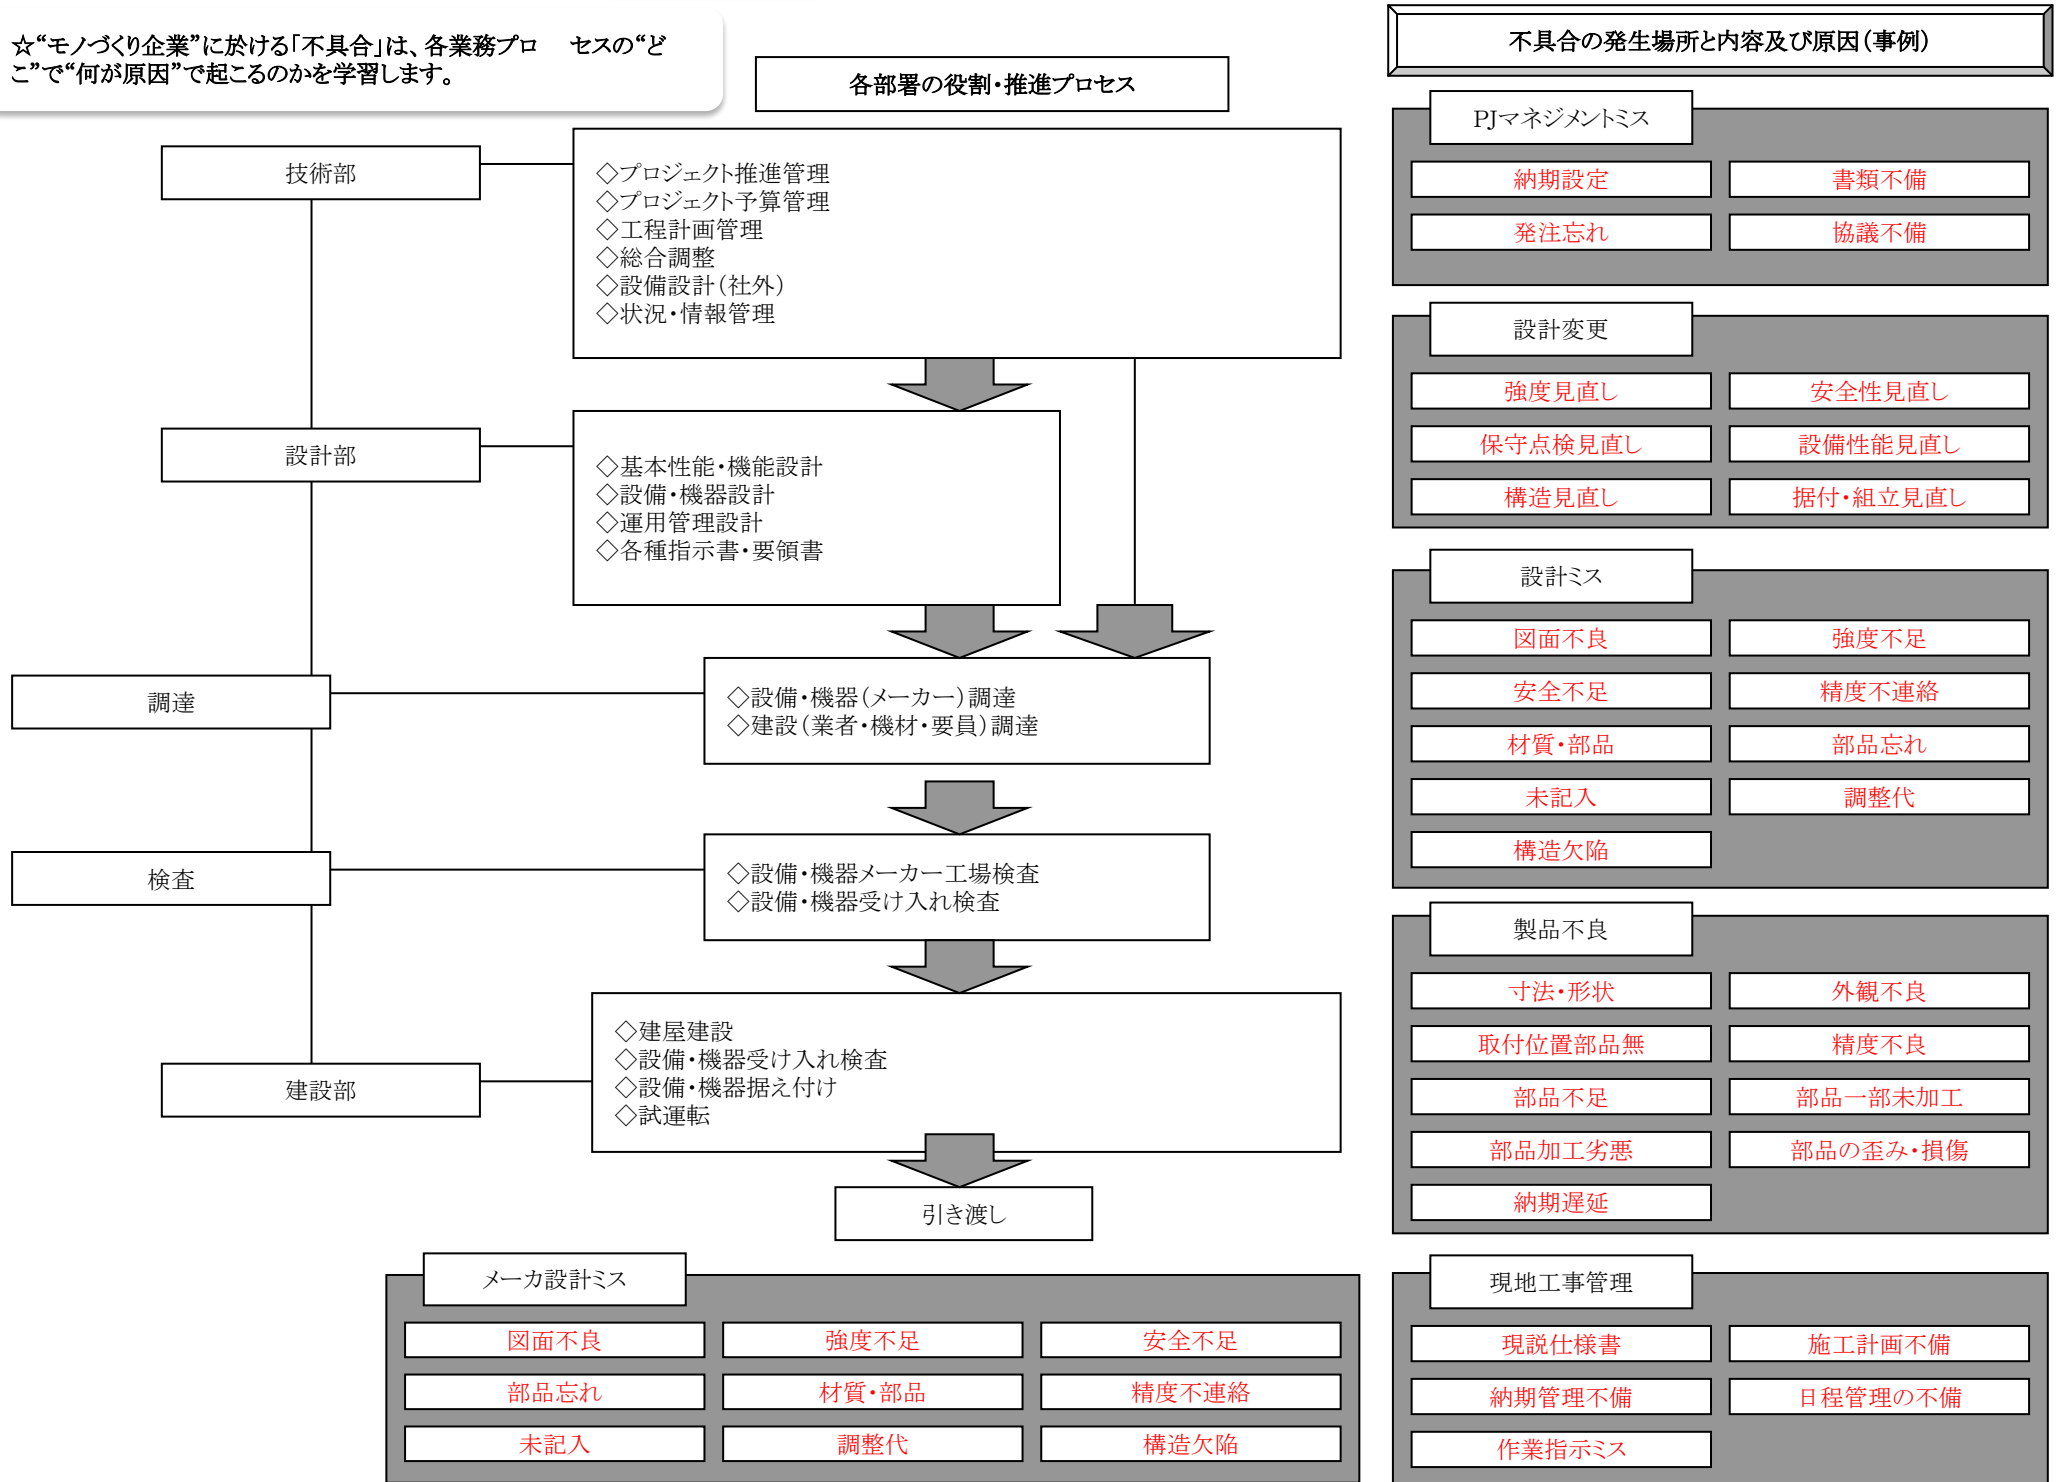 ☆“モノづくり企業”に於ける「不具合」は、各業務プロ　セスの“ど
こ”で“何が原因”で起こるのかを学習します。
各部署の役割・推進プロセス
技術部
◇プロジェクト推進管理
◇プロジェクト予算管理
◇工程計画管理
◇総合調整
◇設備設計(社外)
◇状況・情報管理
設計部
◇基本性能・機能設計
◇設備・機器設計
◇運用管理設計
◇各種指示書・要領書
調達
◇設備・機器(メーカー)調達
◇建設(業者・機材・要員)調達
検査
◇設備・機器メーカー工場検査
◇設備・機器受け入れ検査
建設部
◇建屋建設
◇設備・機器受け入れ検査
◇設備・機器据え付け
◇試運転
引き渡し
メーカ設計ミス
図面不良
強度不足
安全不足
部品忘れ
材質・部品
精度不連絡
未記入
調整代
構造欠陥
不具合の発生場所と内容及び原因(事例)
PJマネジメントミス
納期設定
書類不備
発注忘れ
協議不備
設計変更
強度見直し
安全性見直し
保守点検見直し
設備性能見直し
構造見直し
据付・組立見直し
設計ミス
図面不良
強度不足
安全不足
精度不連絡
材質・部品
部品忘れ
未記入
調整代
構造欠陥
製品不良
寸法・形状
外観不良
取付位置部品無
精度不良
部品不足
部品一部未加工
部品加工劣悪
部品の歪み・損傷
納期遅延
現地工事管理
現説仕様書
施工計画不備
納期管理不備
日程管理の不備
作業指示ミス